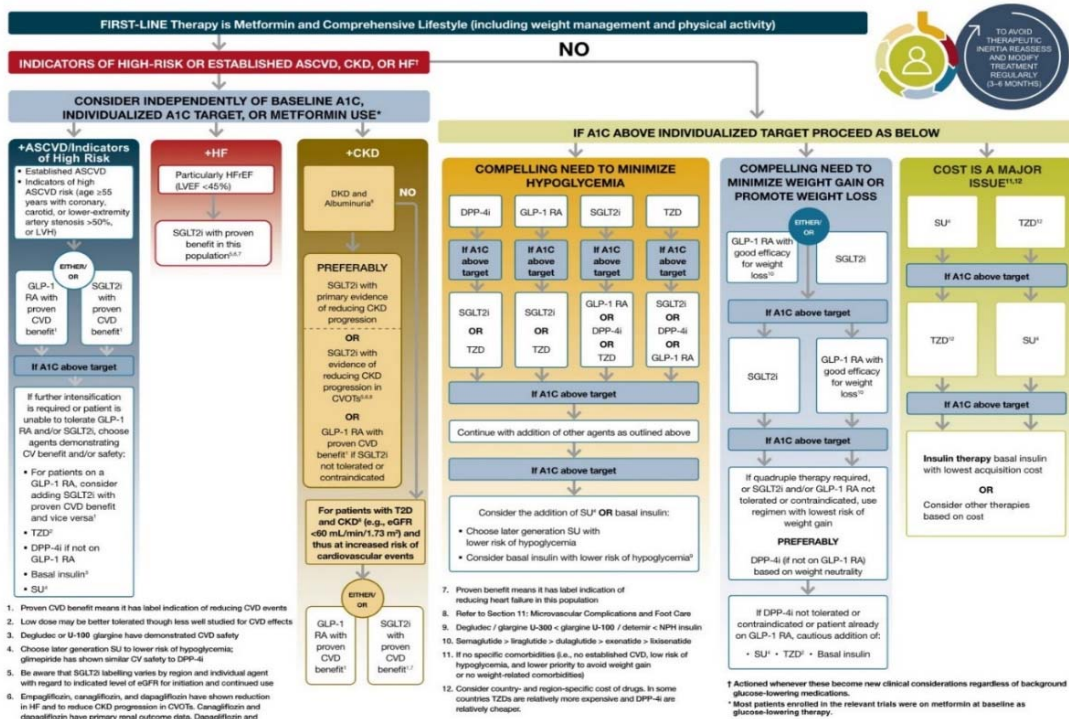 FIRST-LINE Therapy is Metformin and Comprehensive Lifestyle (including weight management and physical activity)
TO AVOID
THERAPEUTIC
INERTIA REASSESS
AND MODIFY
TREATMENT
REGULARLY
(3–6 MONTHS)
NO
INDICATORS OF HIGH-RISK OR ESTABLISHED ASCVD, CKD, OR HF†
CONSIDER INDEPENDENTLY OF BASELINE A1C,
INDIVIDUALIZED A1C TARGET, OR METFORMIN USE*
IF A1C ABOVE INDIVIDUALIZED TARGET PROCEED AS BELOW
+ASCVD/Indicators
of High Risk
• Established ASCVD
• Indicators of high
ASCVD risk (age ≥55
years with coronary,
carotid, or lower-extremity
artery stenosis >50%,
or LVH)
EITHER/
OR
GLP-1
RA with
proven
CVD
benefit¹
SGLT2i
with
proven
CVD
benefit¹
If A1C above target
If further intensification
is required or patient is
unable to tolerate GLP-1
RA and/or SGLT2i, choose
agents demonstrating
CV benefit and/or safety:
• For patients on a
GLP-1 RA, consider
adding SGLT2i with
proven CVD benefit
and vice versa¹
• TZD²
• DPP-4i if not on
GLP-1 RA
• Basal insulin³
• SU⁴
+HF
Particularly HFrEF
(LVEF <45%)
SGLT2i with proven
benefit in this
population⁵,⁶,⁷
+CKD
NO
DKD and
Albuminuria⁸
PREFERABLY
SGLT2i with
primary evidence
of reducing CKD
progression
OR
SGLT2i with
evidence of
reducing CKD
progression in
CVOTs⁵,⁶,⁸
OR
GLP-1 RA with
proven CVD
benefit¹ if SGLT2i
not tolerated or
contraindicated
For patients with T2D
and CKD⁸ (e.g., eGFR
<60 mL/min/1.73 m²) and
thus at increased risk of
cardiovascular events
EITHER/
OR
GLP-1
RA with
proven
CVD
benefit¹
SGLT2i
with
proven
CVD
benefit¹,⁷
COMPELLING NEED TO MINIMIZE
HYPOGLYCEMIA
DPP-4i
GLP-1 RA
SGLT2i
TZD
If A1C
above
target
If A1C
above
target
If A1C
above
target
If A1C
above
target
SGLT2i
OR
TZD
SGLT2i
OR
TZD
GLP-1 RA
OR
DPP-4i
OR
TZD
SGLT2i
OR
DPP-4i
OR
GLP-1 RA
If A1C above target
Continue with addition of other agents as outlined above
If A1C above target
Consider the addition of SU⁴ OR basal insulin:
• Choose later generation SU with
lower risk of hypoglycemia
• Consider basal insulin with lower risk of hypoglycemia⁹
COMPELLING NEED TO
MINIMIZE WEIGHT GAIN OR
PROMOTE WEIGHT LOSS
EITHER/
OR
GLP-1 RA with
good efficacy
for weight
loss¹⁰
SGLT2i
If A1C above target
SGLT2i
GLP-1 RA with
good efficacy
for weight
loss¹⁰
If A1C above target
If quadruple therapy required,
or SGLT2i and/or GLP-1 RA not
tolerated or contraindicated, use
regimen with lowest risk of
weight gain
PREFERABLY
DPP-4i (if not on GLP-1 RA)
based on weight neutrality
If DPP-4i not tolerated or
contraindicated or patient already
on GLP-1 RA, cautious addition of:
• SU⁴ • TZD² • Basal insulin
COST IS A MAJOR
ISSUE¹¹,¹²
SU⁴
TZD¹²
If A1C above target
TZD¹²
SU⁴
If A1C above target
Insulin therapy basal insulin
with lowest acquisition cost
OR
Consider other therapies
based on cost
1. Proven CVD benefit means it has label indication of reducing CVD events
2. Low dose may be better tolerated though less well studied for CVD effects
3. Degludec or U-100 glargine have demonstrated CVD safety
4. Choose later generation SU to lower risk of hypoglycemia;
glimepiride has shown similar CV safety to DPP-4i
5. Be aware that SGLT2i labelling varies by region and individual agent
with regard to indicated level of eGFR for initiation and continued use
6. Empagliflozin, canagliflozin, and dapagliflozin have shown reduction
in HF and to reduce CKD progression in CVOTs. Canagliflozin and
dapagliflozin have primary renal outcome data. Dapagliflozin and
7. Proven benefit means it has label indication of
reducing heart failure in this population
8. Refer to Section 11: Microvascular Complications and Foot Care
9. Degludec / glargine U-300 < glargine U-100 / detemir < NPH insulin
10. Semaglutide > liraglutide > dulaglutide > exenatide > lixisenatide
11. If no specific comorbidities (i.e., no established CVD, low risk of
hypoglycemia, and lower priority to avoid weight gain
or no weight-related comorbidities)
12. Consider country- and region-specific cost of drugs. In some
countries TZDs are relatively more expensive and DPP-4i are
relatively cheaper.
† Actioned whenever these become new clinical considerations regardless of background
glucose-lowering medications.
* Most patients enrolled in the relevant trials were on metformin at baseline as
glucose-lowering therapy.